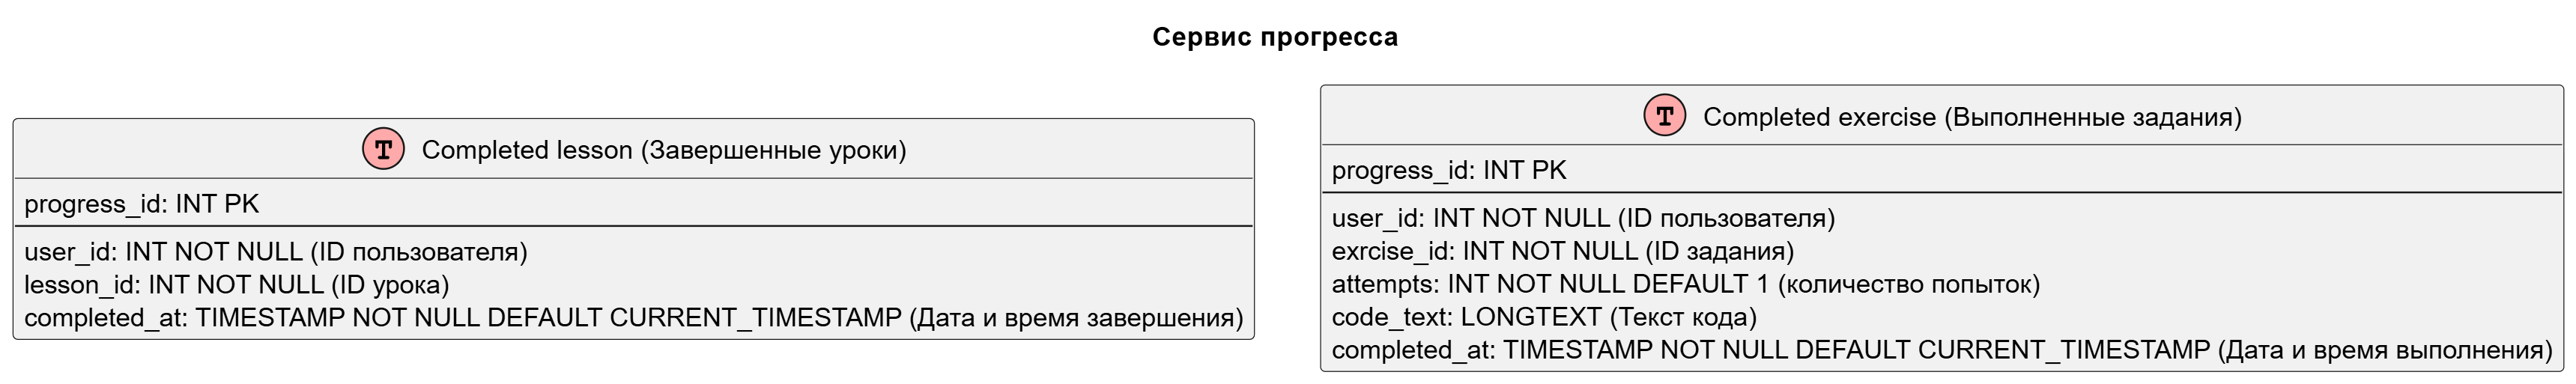 Сервис прогресса
T Completed lesson (Завершенные уроки)
progress_id: INT PK
user_id: INT NOT NULL (ID пользователя)
lesson_id: INT NOT NULL (ID урока)
completed_at: TIMESTAMP NOT NULL DEFAULT CURRENT_TIMESTAMP (Дата и время завершения)
T Completed exercise (Выполненные задания)
progress_id: INT PK
user_id: INT NOT NULL (ID пользователя)
exrcise_id: INT NOT NULL (ID задания)
attempts: INT NOT NULL DEFAULT 1 (количество попыток)
code_text: LONGTEXT (Текст кода)
completed_at: TIMESTAMP NOT NULL DEFAULT CURRENT_TIMESTAMP (Дата и время выполнения)